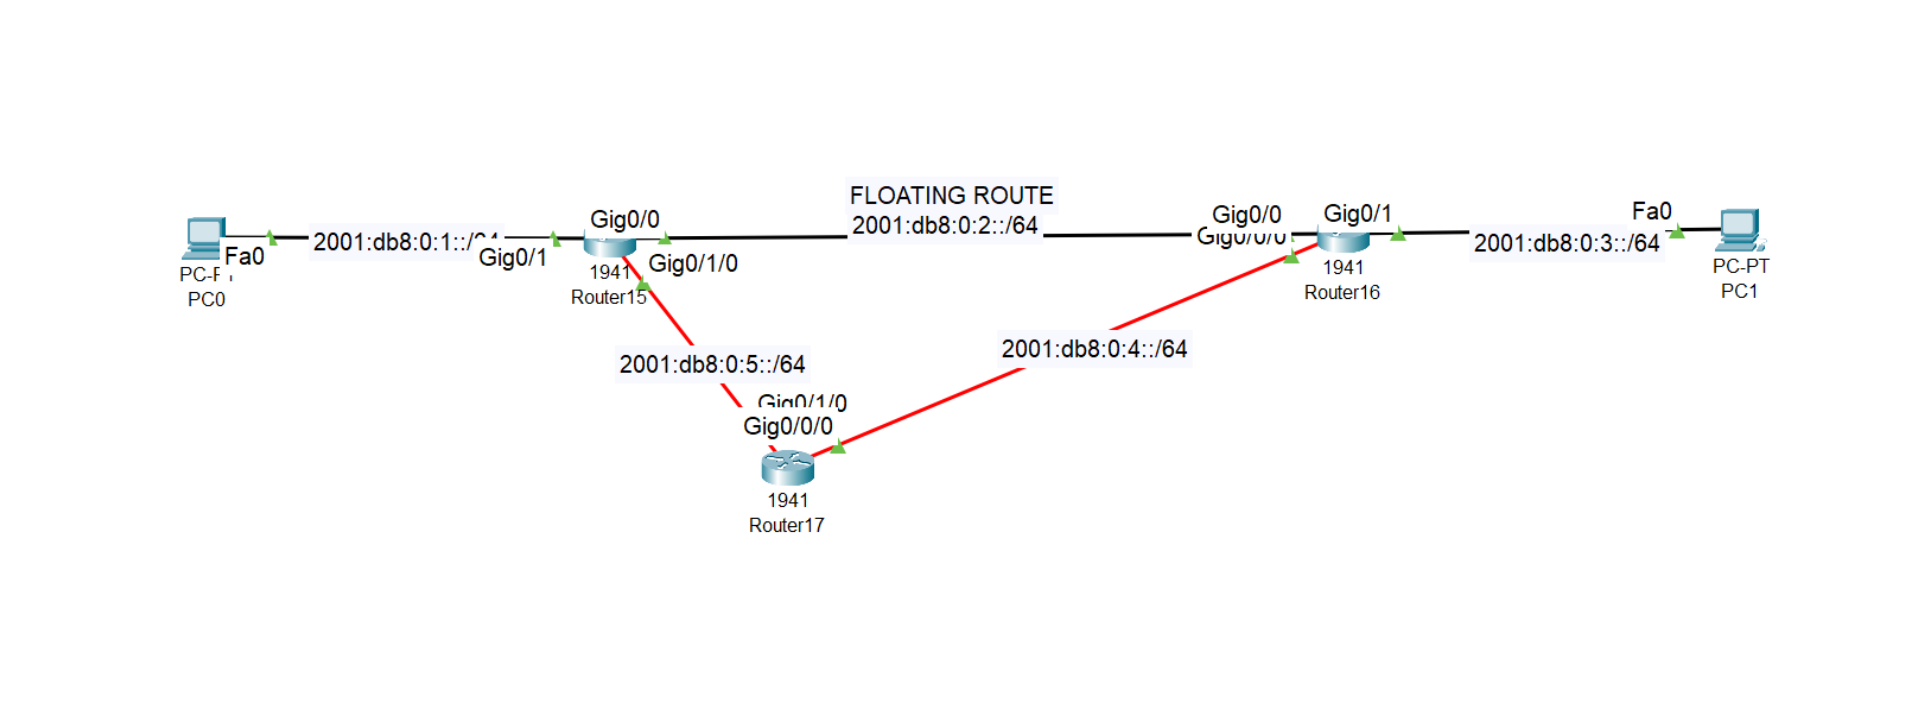 FLOATING ROUTE
2001:db8:0:2::/64
Gig0/0
Gig0/0
Gig0/1
Fa0
2001:db8:0:1::/64
Gig0/1
Gig0/0/0
2001:db8:0:3::/64
Fa0
Gig0/1/0
PC0
1941
Router15
1941
Router16
PC-PT
PC1
2001:db8:0:5::/64
2001:db8:0:4::/64
Gig0/1/0
Gig0/0/0
1941
Router17